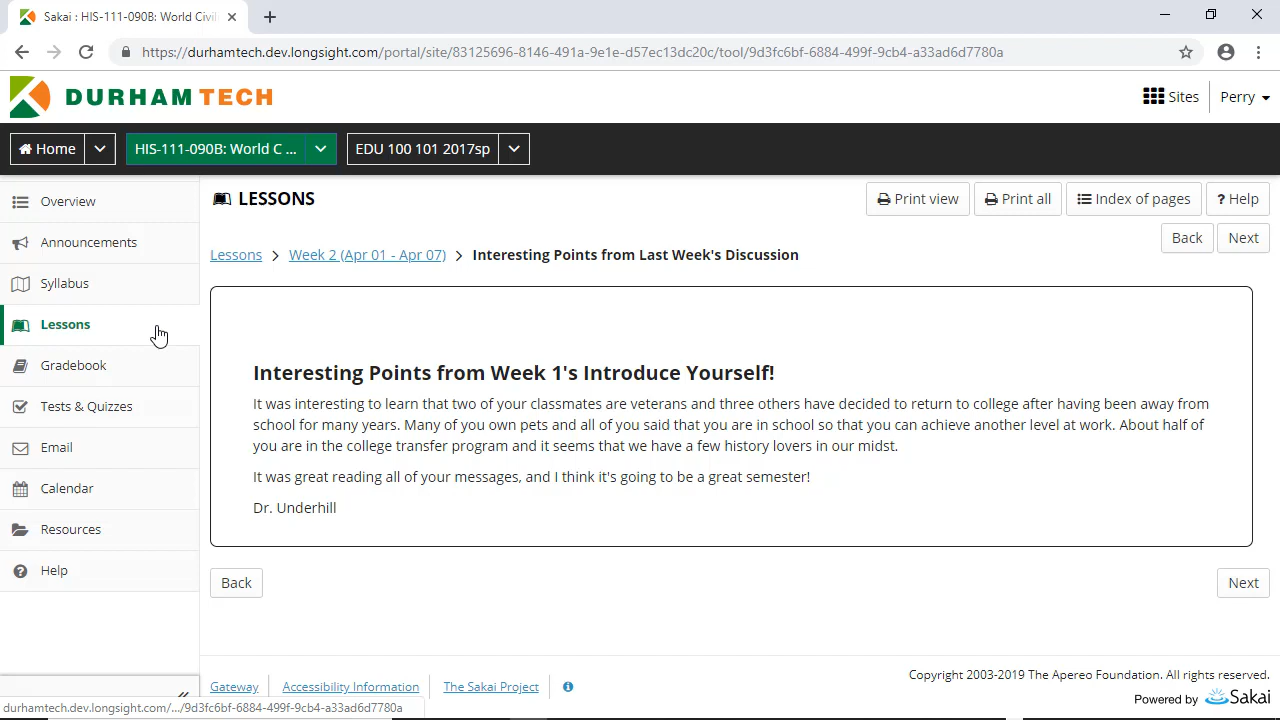 Sakai : HIS-111-090B: World Civili
https://durhamtech.dev.longsight.com/portal/site/83125696-8146-491a-9e1e-d57ec13dc20c/tool/9d3fc6bf-6884-499f-9cb4-a33ad6d7780a
DURHAM TECH
Sites
Perry
Home
HIS-111-090B: World C ...
EDU 100 101 2017sp
Overview
Announcements
Syllabus
Lessons
Gradebook
Tests & Quizzes
Email
Calendar
Resources
Help
LESSONS
Print view
Print all
Index of pages
? Help
Back
Next
Lessons > Week 2 (Apr 01 - Apr 07) > Interesting Points from Last Week's Discussion
Interesting Points from Week 1's Introduce Yourself!
It was interesting to learn that two of your classmates are veterans and three others have decided to return to college after having been away from
school for many years. Many of you own pets and all of you said that you are in school so that you can achieve another level at work. About half of
you are in the college transfer program and it seems that we have a few history lovers in our midst.
It was great reading all of your messages, and I think it's going to be a great semester!
Dr. Underhill
Back
Next
Gateway
Accessibility Information
The Sakai Project
Copyright 2003-2019 The Apereo Foundation. All rights reserved.
Powered by Sakai
durhamtech.dev.longsight.com/.../9d3fc6bf-6884-499f-9cb4-a33ad6d7780a